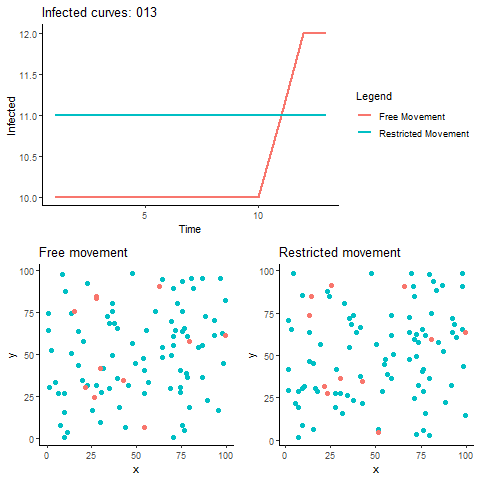 Infected curves: 013
12.0
11.5
11.0
10.5
10.0
Infected
5
10
Time
Legend
Free Movement
Restricted Movement
Free movement
100
75
50
25
0
y
0
25
50
75
100
x
Restricted movement
100
75
50
25
0
y
0
25
50
75
100
x